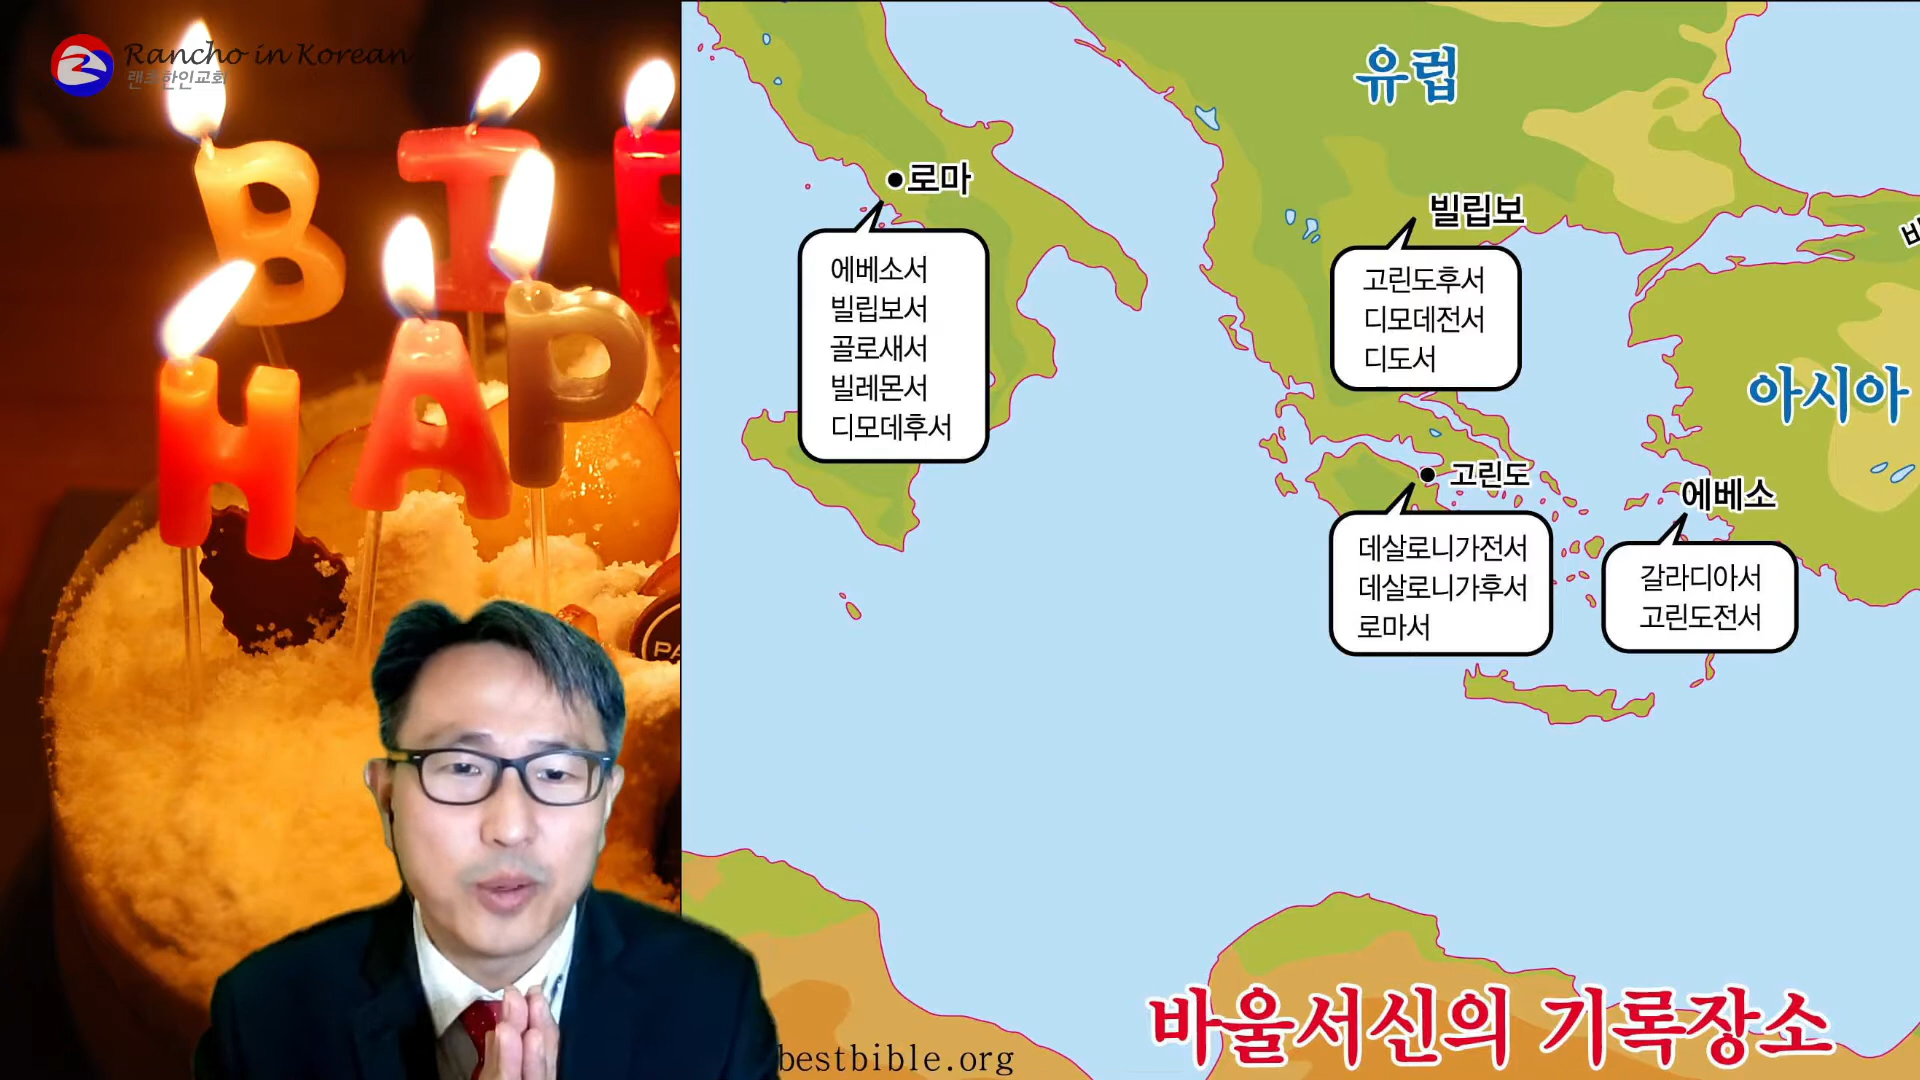 Rancho in Korean
랜초한인교회
BI
HAP
PA
유럽
로마
에베소서
빌립보서
골로새서
빌레몬서
디모데후서
빌립보
고린도후서
디모데전서
디도서
아시아
고린도
데살로니가전서
데살로니가후서
로마서
에베소
갈라디아서
고린도전서
바울서신의 기록장소
bestbible.org